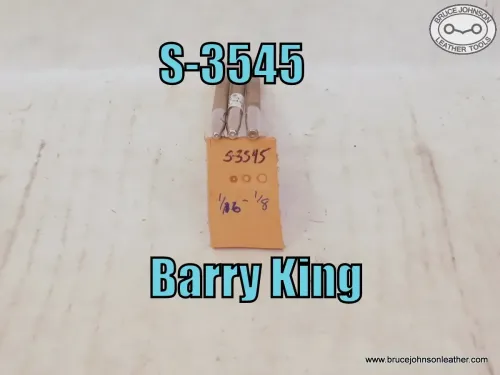 BRUCE JOHNSON
LEATHER TOOLS
S-3545
S-3545
1/16 - 1/8
Barry King
www.brucejohnsonleather.com